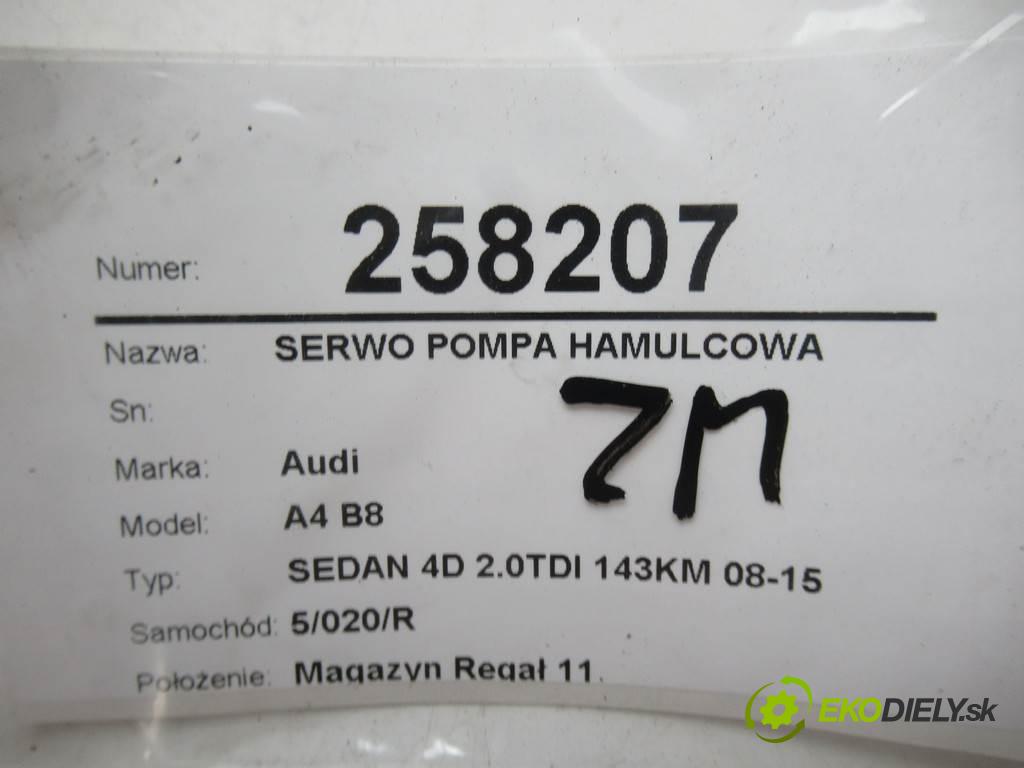 Numer: 258207
Nazwa: SERWO POMPA HAMULCOWA
Sn:
ZM
Marka: Audi
Model: A4 B8
Typ: SEDAN 4D 2.0TDI 143KM 08-15
Samochód: 5/020/R
Położenie: Magazyn Regał 11.
EKODIELY.sk